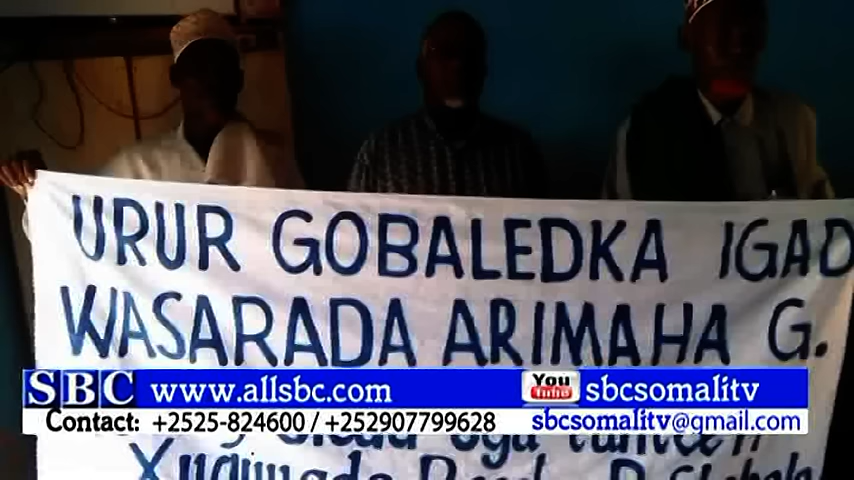 URUR GOBALEDKA IGAD
WASARADA ARIMAHA G.
SBC www.allsbc.com You Tube sbcsomalitv
Contact: +2525-824600 / +252907799628 sbcsomalitv@gmail.com